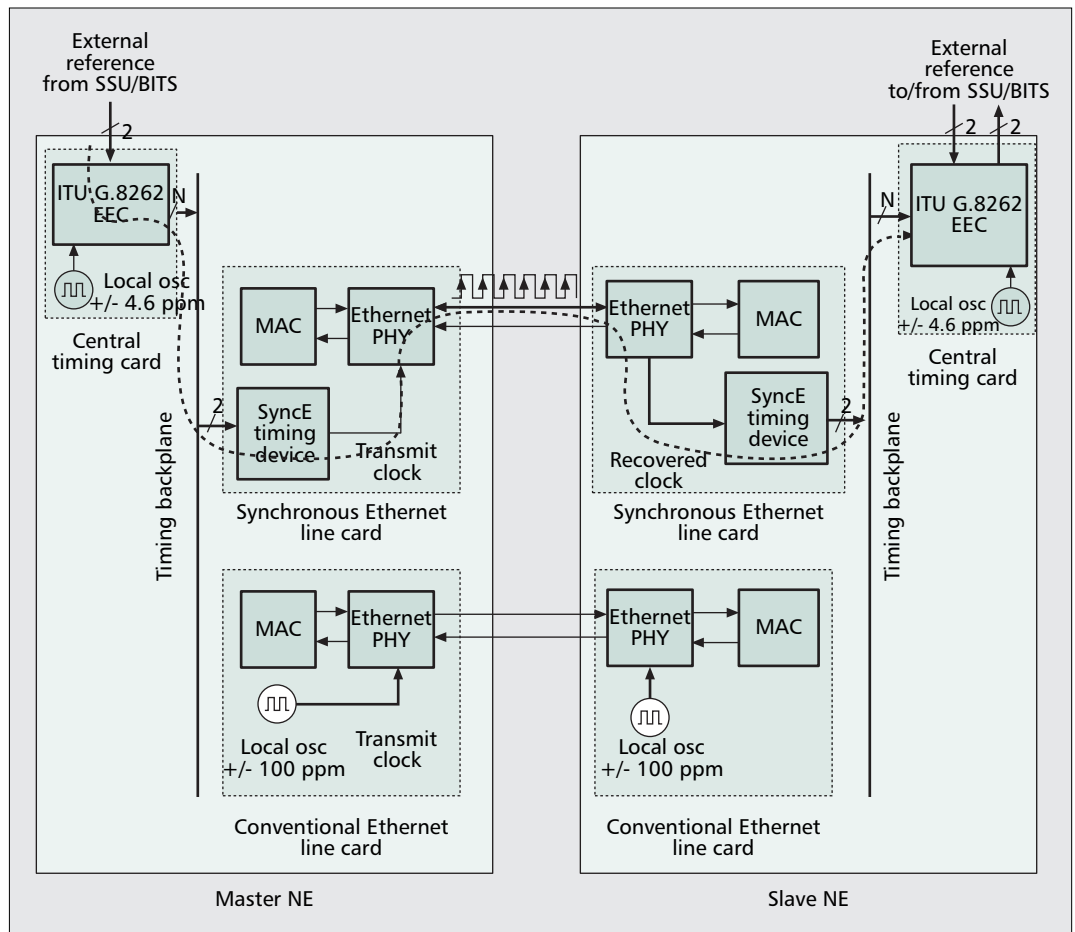 External
reference
from SSU/BITS
2
ITU G.8262
EEC
N
Local osc
+/- 4.6 ppm
Central
timing card
Timing backplane
MAC
Ethernet
PHY
2
SyncE
timing
device
Transmit
clock
Synchronous Ethernet
line card
MAC
Ethernet
PHY
Local osc
+/- 100 ppm
Transmit
clock
Conventional Ethernet
line card
Master NE
External
reference
to/from SSU/BITS
2
2
N
ITU G.8262
EEC
Local osc
+/- 4.6 ppm
Central
timing card
Ethernet
PHY
MAC
SyncE
timing
device
2
Recovered
clock
Timing backplane
Synchronous Ethernet
line card
Ethernet
PHY
MAC
Local osc
+/- 100 ppm
Conventional Ethernet
line card
Slave NE